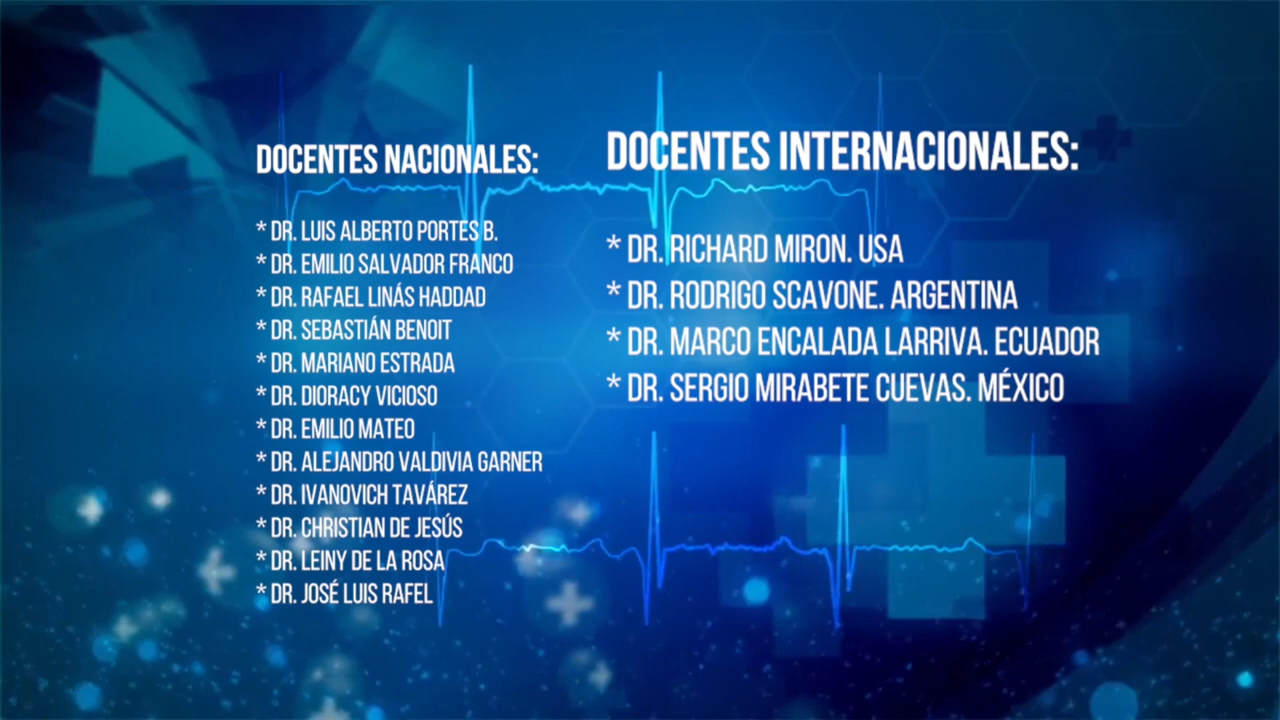 DOCENTES NACIONALES:
* DR. LUIS ALBERTO PORTES B.
* DR. EMILIO SALVADOR FRANCO
* DR. RAFAEL LINÁS HADDAD
* DR. SEBASTIÁN BENOIT
* DR. MARIANO ESTRADA
* DR. DIORACY VICIOSO
* DR. EMILIO MATEO
* DR. ALEJANDRO VALDIVIA GARNER
* DR. IVANOVICH TAVÁREZ
* DR. CHRISTIAN DE JESÚS
* DR. LEINY DE LA ROSA
* DR. JOSÉ LUIS RAFEL
DOCENTES INTERNACIONALES:
* DR. RICHARD MIRON. USA
* DR. RODRIGO SCAVONE. ARGENTINA
* DR. MARCO ENCALADA LARRIVA. ECUADOR
* DR. SERGIO MIRABETE CUEVAS. MÉXICO